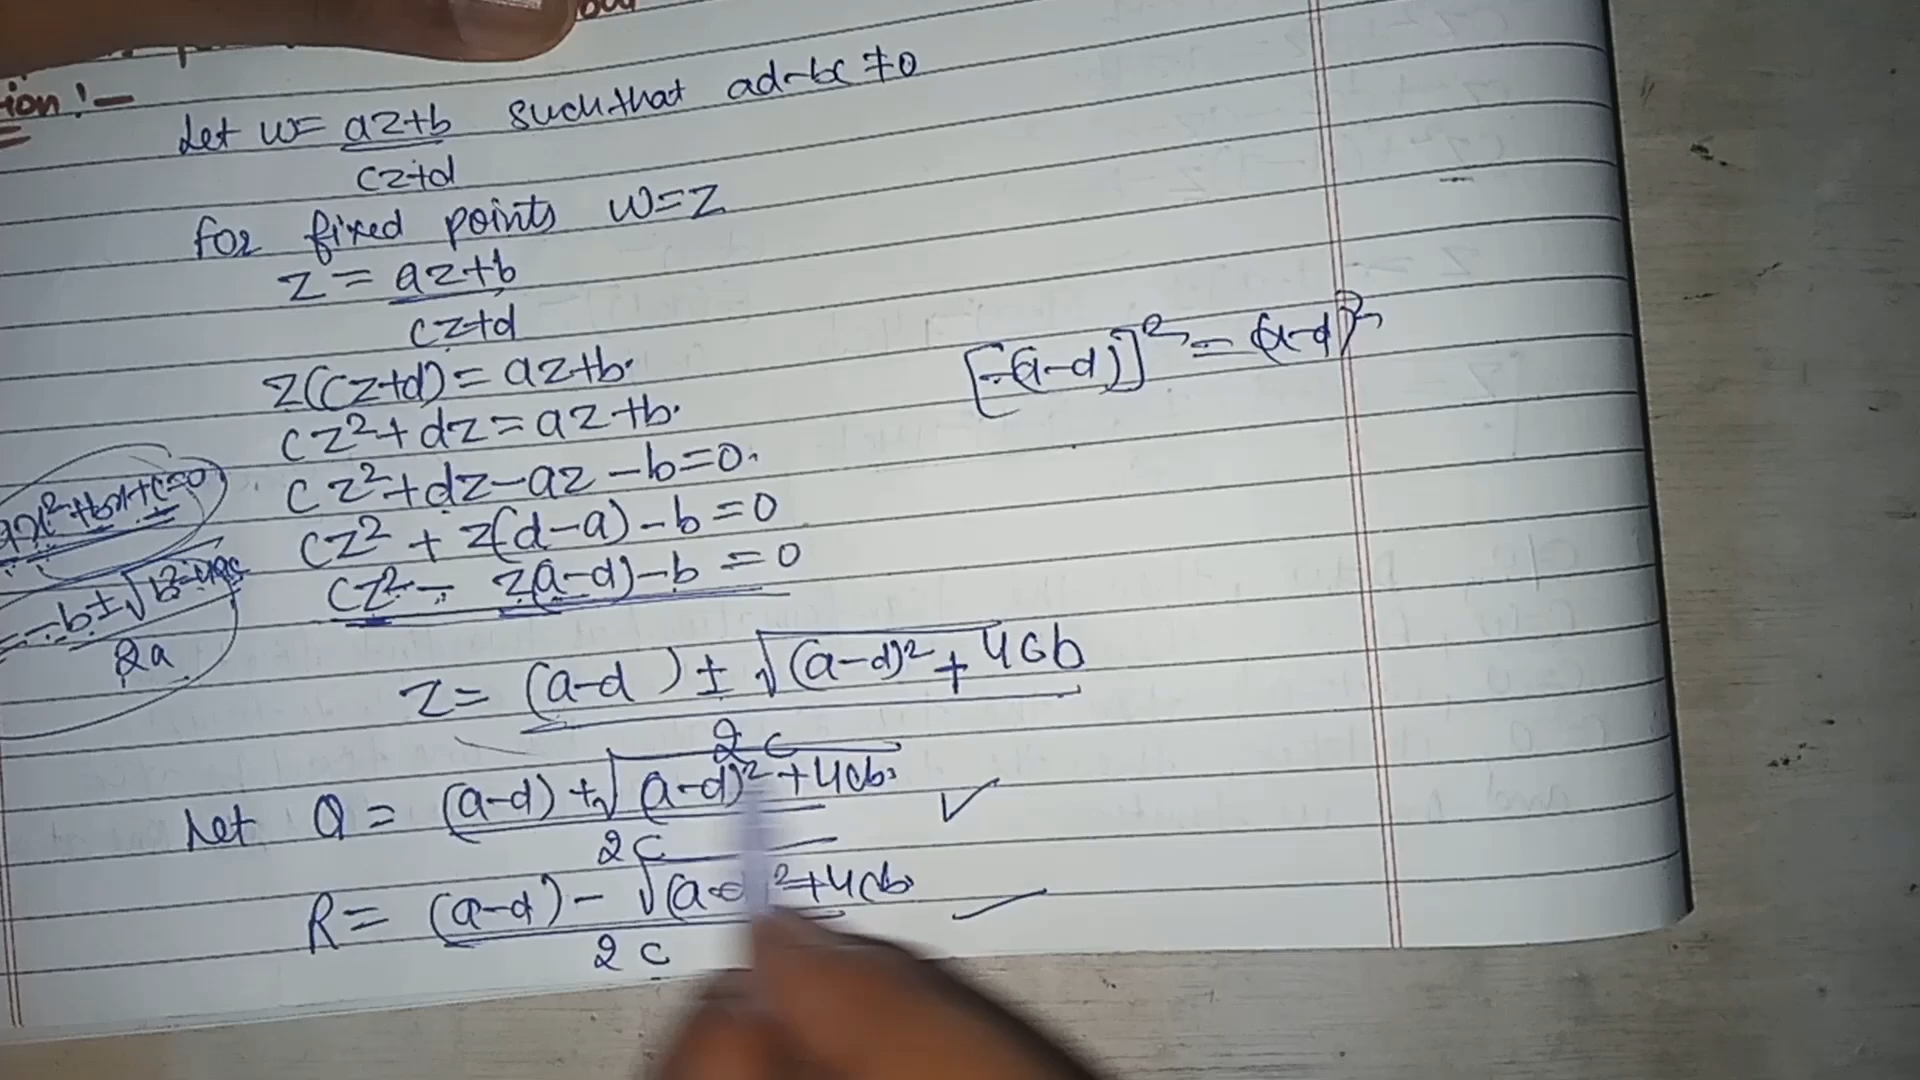 ion:-
Let w= az+b such that ad-bc ≠0
cz+d
for fixed points w=z
z = az+b
cz+d
z(cz+d)= az+b.
cz²+dz=az+b.
cz²+dz-az-b=0.
cz² + z(d-a)-b=0
cz² - z(a-d)-b =0
[-(a-d)]² = (a-d)²
ax²+bx+c=0
-b±√b²-4ac
2a
z= (a-d)±√(a-d)²+4cb
2c
Let Q= (a-d)+√(a-d)²+4cb
2c
R= (a-d)-√(a-d)²+4cb
2c